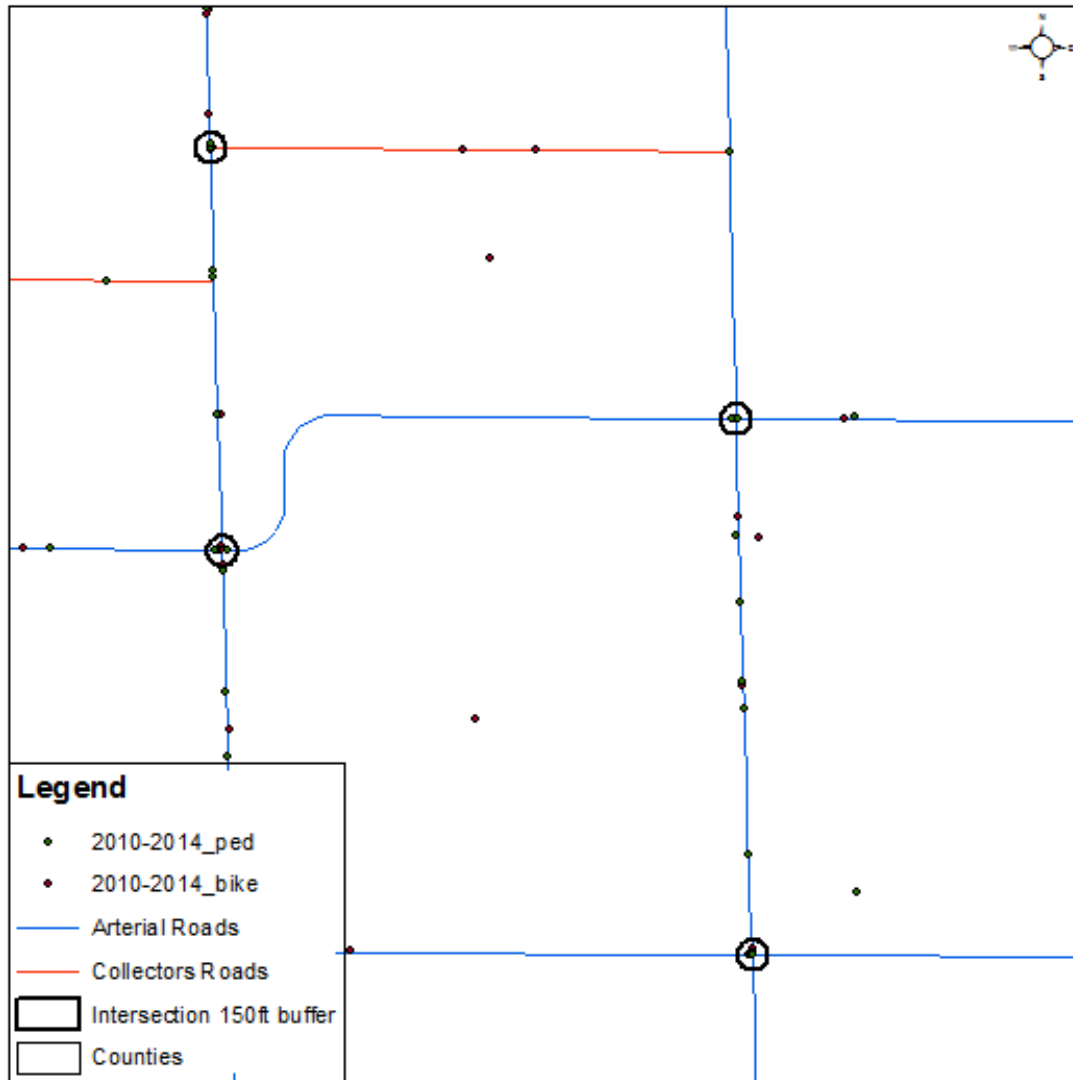 N
Legend
2010-2014_ped
2010-2014_bike
Arterial Roads
Collectors Roads
Intersection 150ft buffer
Counties